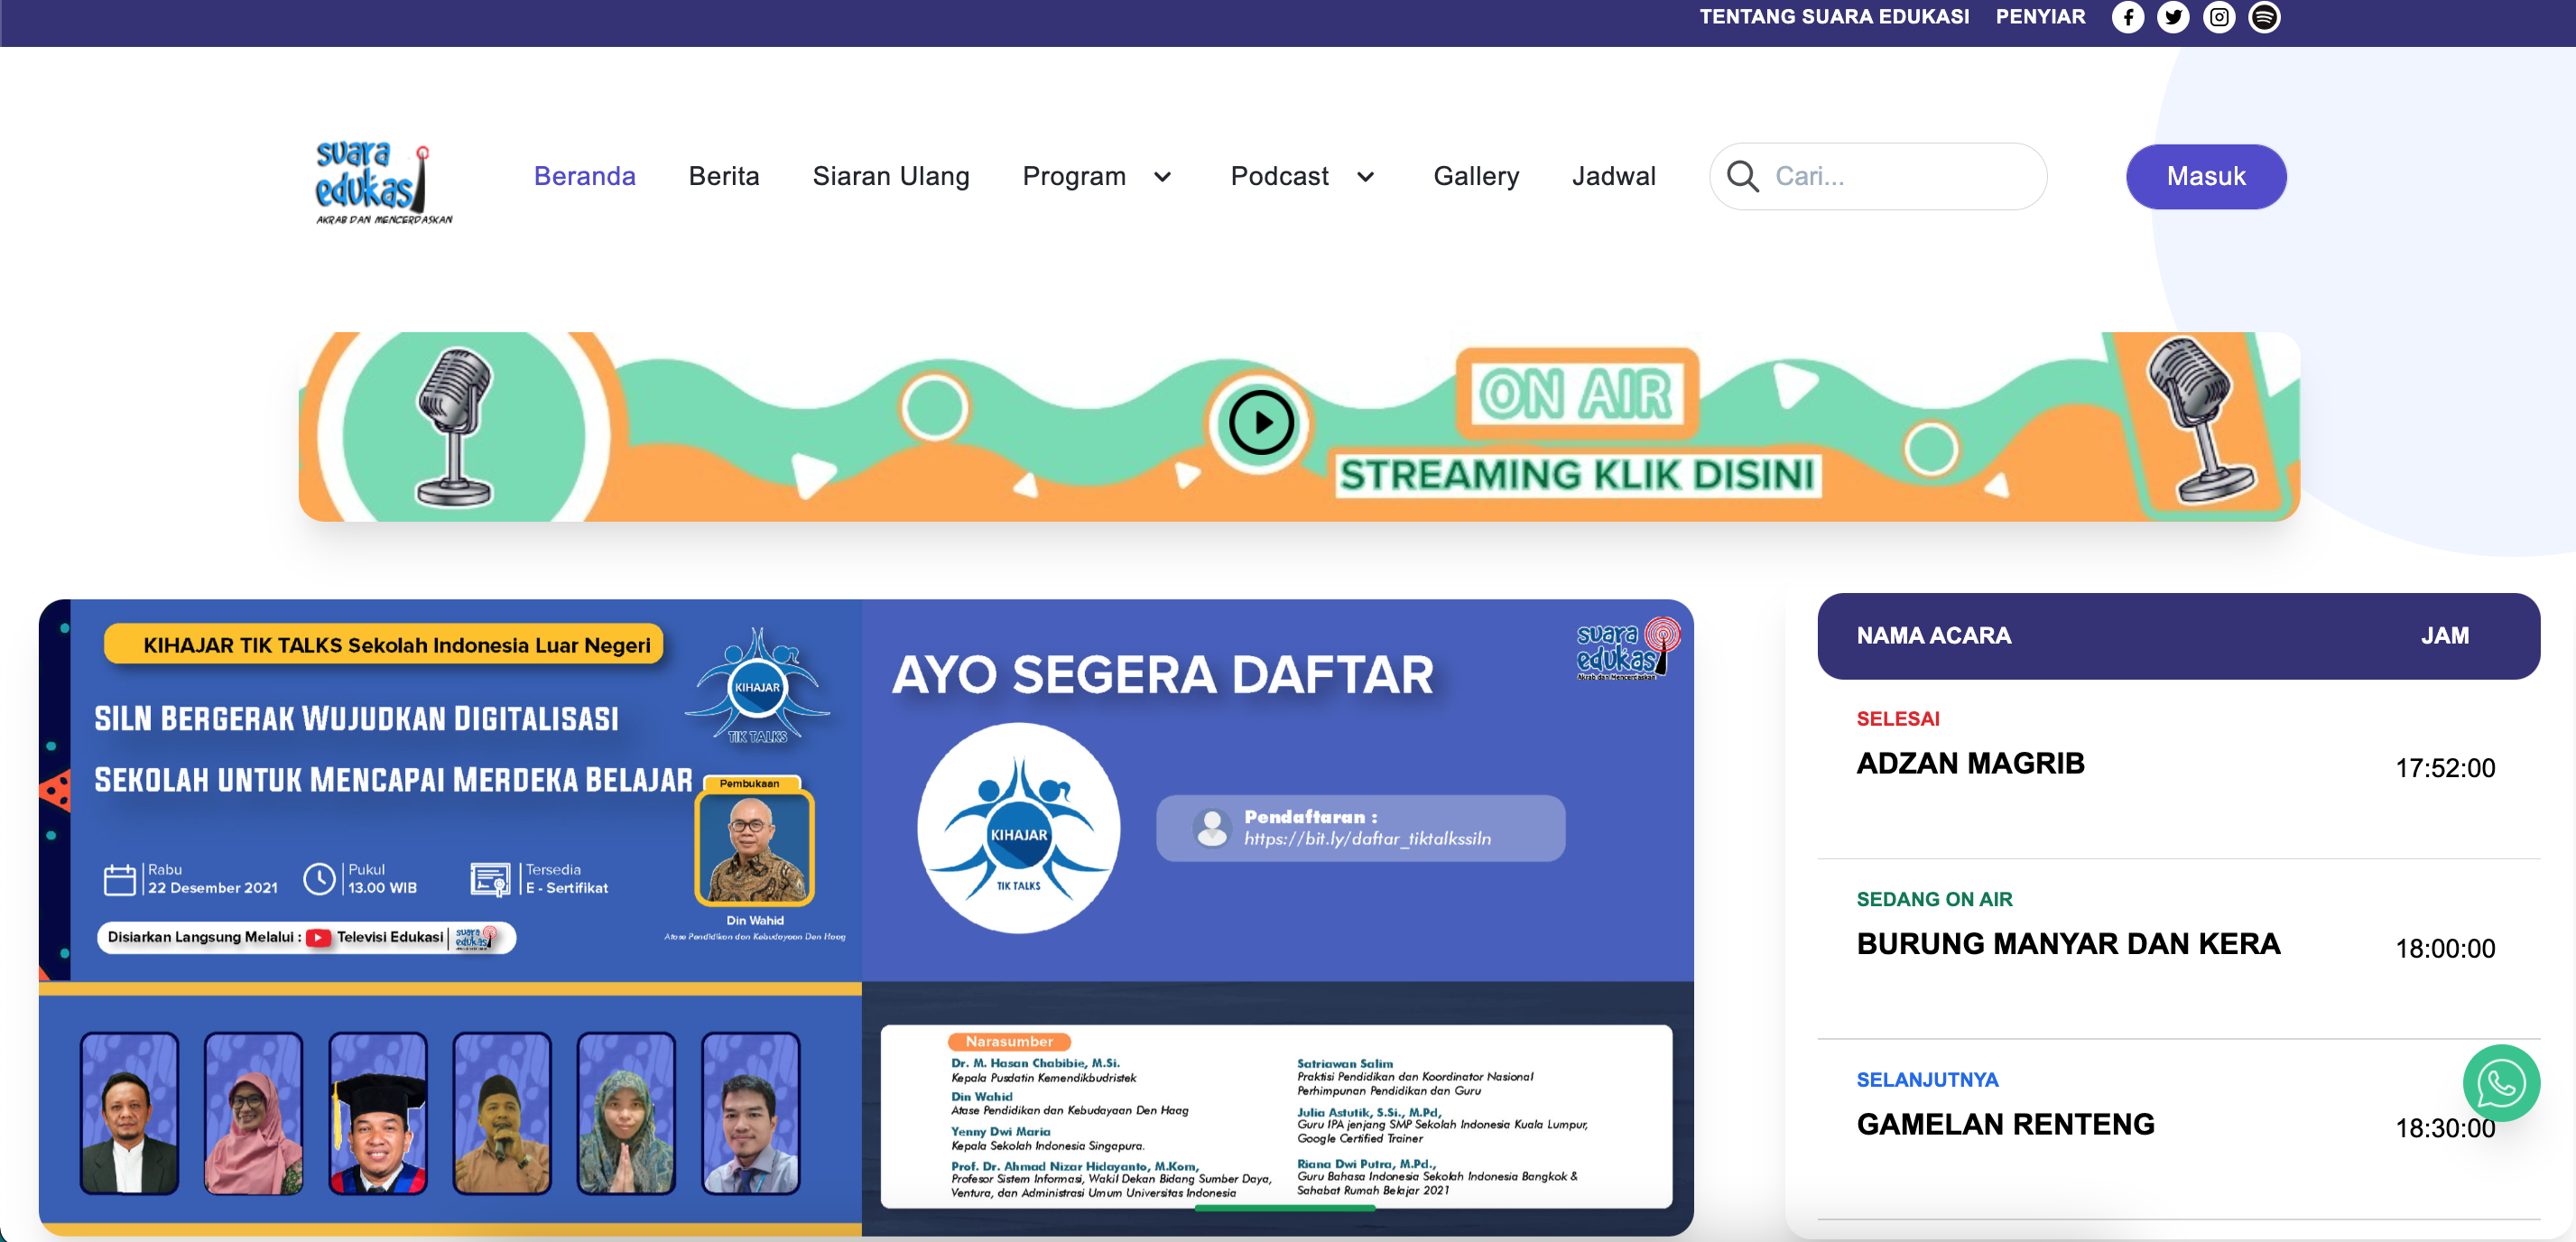 TENTANG SUARA EDUKASI PENYIAR
suara
edukasi
AKRAB DAN MENCERDASKAN
Beranda Berita Siaran Ulang Program Podcast Gallery Jadwal Cari... Masuk
ON AIR
STREAMING KLIK DISINI
KIHAJAR TIK TALKS Sekolah Indonesia Luar Negeri
SILN BERGERAK WUJUDKAN DIGITALISASI
SEKOLAH UNTUK MENCAPAI MERDEKA BELAJAR
KIHAJAR
TIK TALKS
Pembukaan
Rabu
22 Desember 2021
Pukul
13.00 WIB
Tersedia
E - Sertifikat
Din Wahid
Atase Pendidikan dan Kebudayaan Den Haag
Disiarkan Langsung Melalui : Televisi Edukasi
suara
edukasi
AYO SEGERA DAFTAR
suara
edukasi
Akrab dan Mencerdaskan
KIHAJAR
TIK TALKS
Pendaftaran :
https://bit.ly/daftar_tiktalkssiln
Narasumber
Dr. M. Hasan Chabibie, M.Si.
Kepala Pusdatin Kemendikbudristek
Din Wahid
Atase Pendidikan dan Kebudayaan Den Haag
Yenny Dwi Maria
Kepala Sekolah Indonesia Singapura.
Prof. Dr. Ahmad Nizar Hidayanto, M.Kom,
Profesor Sistem Informasi, Wakil Dekan Bidang Sumber Daya,
Ventura, dan Administrasi Umum Universitas Indonesia
Satriawan Salim
Praktisi Pendidikan dan Koordinator Nasional
Perhimpunan Pendidikan dan Guru
Julia Astutik, S.Si., M.Pd,
Guru IPA jenjang SMP Sekolah Indonesia Kuala Lumpur,
Google Certified Trainer
Riana Dwi Putra, M.Pd.,
Guru Bahasa Indonesia Sekolah Indonesia Bangkok &
Sahabat Rumah Belajar 2021
NAMA ACARA JAM
SELESAI
ADZAN MAGRIB 17:52:00
SEDANG ON AIR
BURUNG MANYAR DAN KERA 18:00:00
SELANJUTNYA
GAMELAN RENTENG 18:30:00